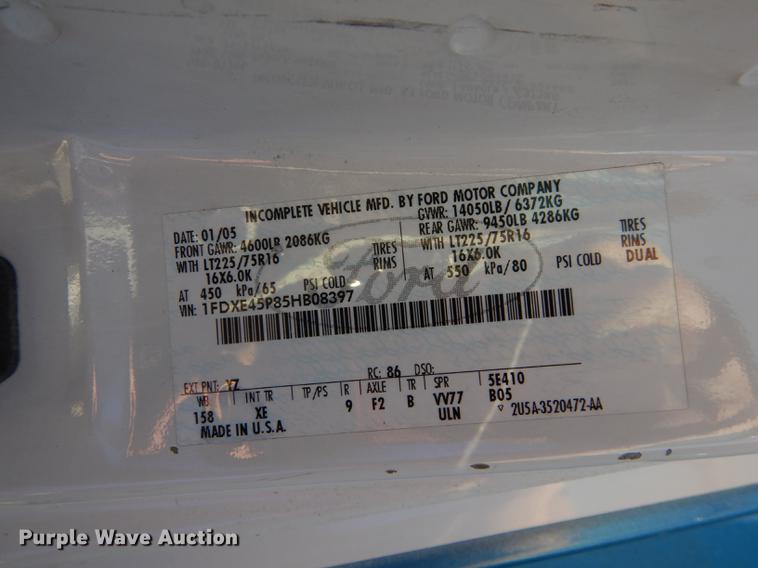 INCOMPLETE VEHICLE MFD. BY FORD MOTOR COMPANY
DATE: 01/05 GVWR: 14050LB/ 6372KG
FRONT GAWR: 4600LB 2086KG REAR GAWR: 9450LB 4286KG
WITH LT225/75R16 TIRES WITH LT225/75R16 TIRES
16X6.0K RIMS 16X6.0K RIMS
AT 450 kPa/65 PSI COLD AT 550 kPa/80 PSI COLD DUAL
VIN: 1FDXE45P85HB08397
Ford
EXT PNT: YZ RC: 86 DSO:
WB INT TR TP/PS R AXLE TR SPR 5E410
158 XE 9 F2 B VV77 B05
MADE IN U.S.A. ULN 2U5A-3520472-AA
Purple Wave Auction